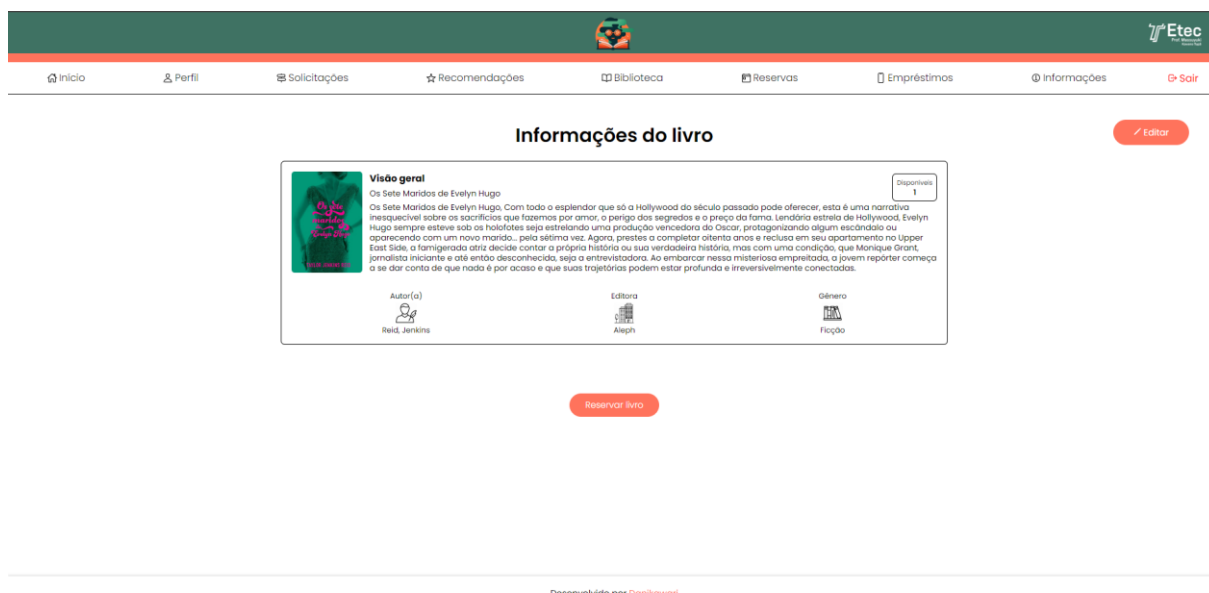 Etec
Inicio
Perfil
Solicitações
Recomendações
Biblioteca
Reservas
Empréstimos
Informações
Sair
Informações do livro
Editar
Visão geral
Disponíveis
1
Os Sete Maridos de Evelyn Hugo
Os Sete Maridos de Evelyn Hugo, Com todo o esplendor que só a Hollywood do século passado pode oferecer, esta é uma narrativa
inesquecível sobre os sacrifícios que fazemos por amor, o perigo dos segredos e o preço da fama. Lendária estrela de Hollywood, Evelyn
Hugo sempre esteve sob os holofotes seja estrelando uma produção vencedora do Oscar, protagonizando algum escândalo ou
aparecendo com um novo marido... pela sétima vez. Agora, prestes a completar oitenta anos e reclusa em seu apartamento no Upper
East Side, a famigerada atriz decide contar a própria história ou sua verdadeira história, mas com uma condição, que Monique Grant,
jornalista iniciante e até então desconhecida, seja a entrevistadora. Ao embarcar nessa misteriosa empreitada, a jovem repórter começa
a se dar conta de que nada é por acaso e que suas trajetórias podem estar profunda e irreversivelmente conectadas.
Os sete
maridos
Evelyn Hugo
Autor(a)
Reid, Jenkins
Editora
Aleph
Gênero
Ficção
Reservar livro
Desenvolvido por